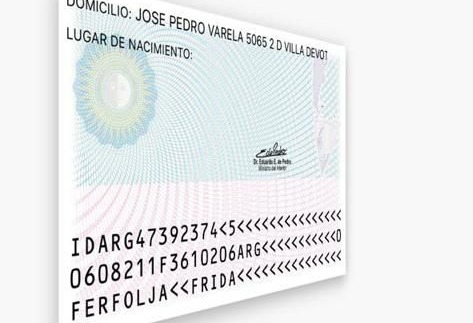 DOMICILIO: JOSE PEDRO VARELA 5065 2 D VILLA DEVOT
LUGAR DE NACIMIENTO:
Dr. Eduardo E. de Pedro
Ministro del Interior
IDARG47392374<5<<<<<<<<<<<<<<<
0608211F3610206ARG<<<<<<<<<<<0
FERFOLJA<<FRIDA<<<<<<<<<<<<<<<